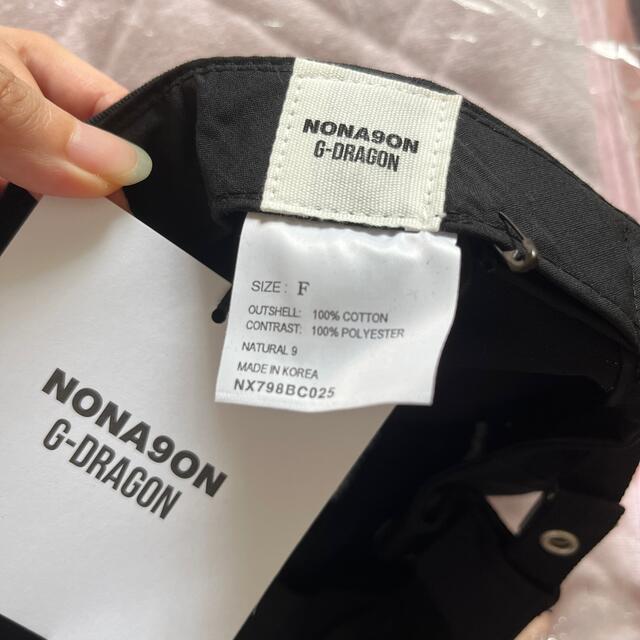 NONA9ON
G-DRAGON
SIZE: F
OUTSHELL: 100% COTTON
CONTRAST: 100% POLYESTER
NATURAL 9
MADE IN KOREA
NX798BC025
NONA9ON
G-DRAGON